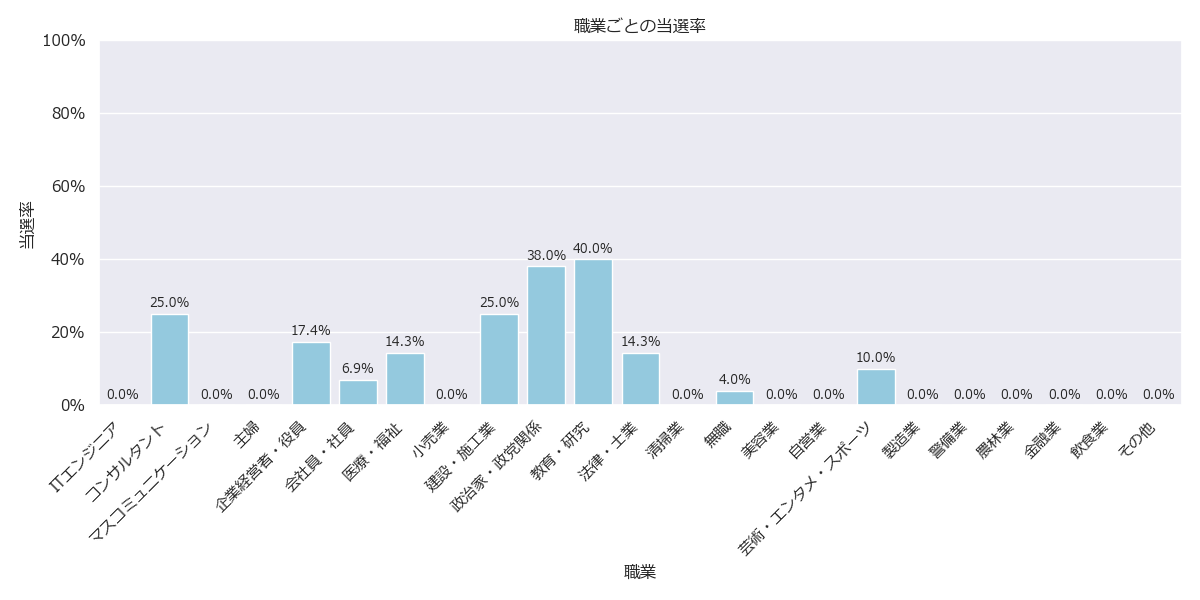 職業ごとの当選率
100%
80%
60%
40%
20%
0%
当選率
0.0%
25.0%
0.0%
0.0%
17.4%
6.9%
14.3%
0.0%
25.0%
38.0%
40.0%
14.3%
0.0%
4.0%
0.0%
0.0%
10.0%
0.0%
0.0%
0.0%
0.0%
0.0%
0.0%
ITエンジニア
コンサルタント
マスコミュニケーション
主婦
企業経営者・役員
会社員・社員
医療・福祉
小売業
建設・施工業
政治家・政党関係
教育・研究
法律・士業
清掃業
無職
美容業
自営業
芸術・エンタメ・スポーツ
製造業
警備業
農林業
金融業
飲食業
その他
職業